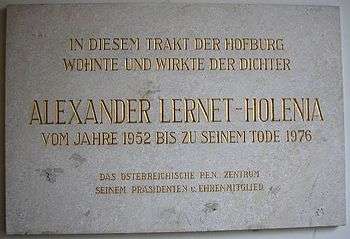 IN DIESEM TRAKT DER HOFBURG
WOHNTE UND WIRKTE DER DICHTER
ALEXANDER LERNET-HOLENIA
VOM JAHRE 1952 BIS ZU SEINEM TODE 1976
DAS ÖSTERREICHISCHE P.E.N. ZENTRUM
SEINEM PRÄSIDENTEN U. EHRENMITGLIED